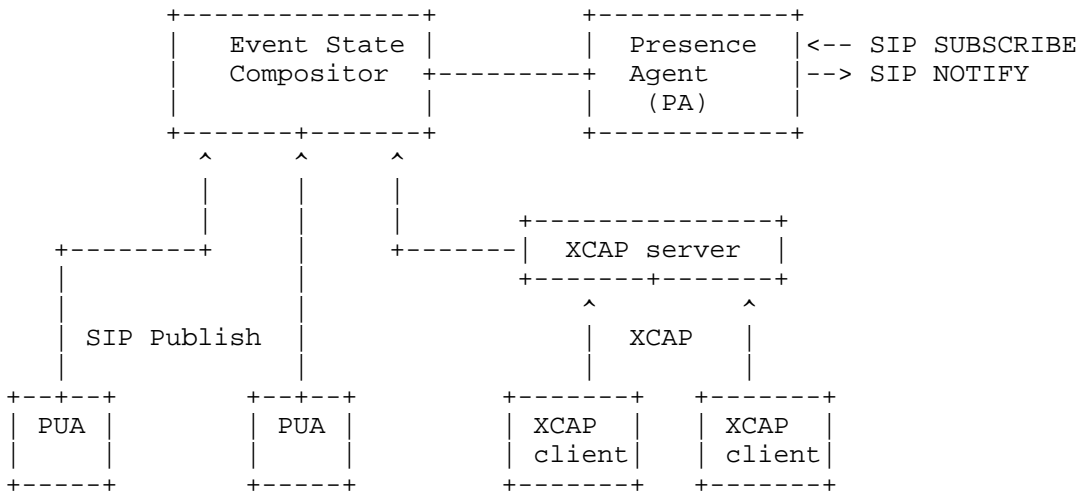 Event State
Compositor
Presence
Agent
(PA)
<-- SIP SUBSCRIBE
--> SIP NOTIFY
XCAP server
SIP Publish
XCAP
PUA
PUA
XCAP
client
XCAP
client